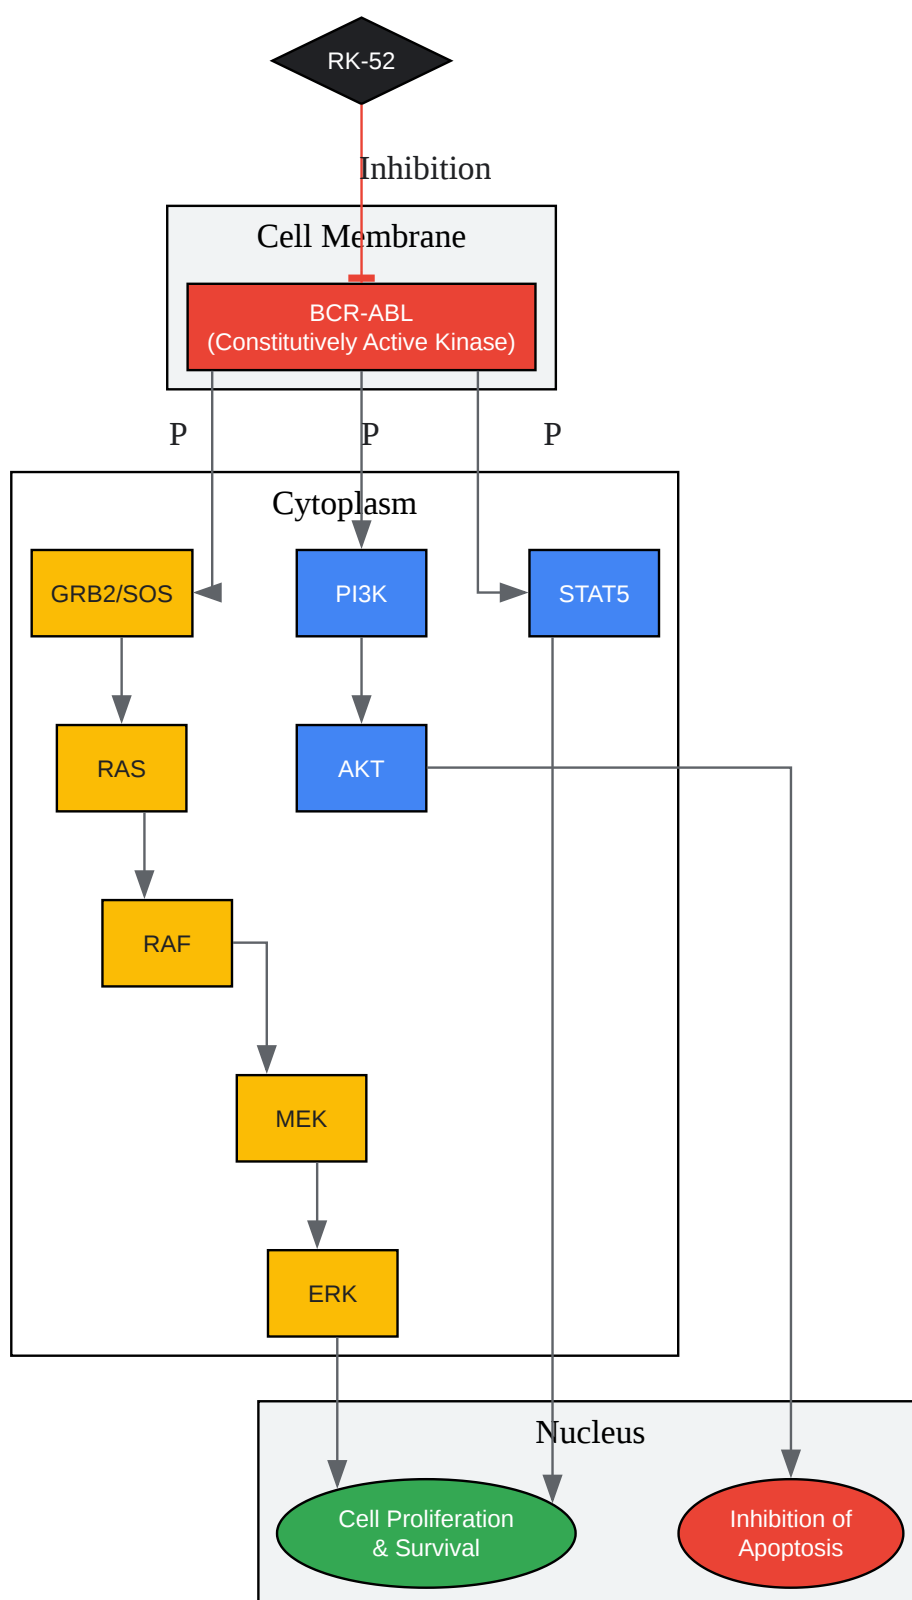 RK-52
Inhibition
Cell Membrane
BCR-ABL
(Constitutively Active Kinase)
P
P
P
Cytoplasm
GRB2/SOS
PI3K
STAT5
RAS
AKT
RAF
MEK
ERK
Nucleus
Cell Proliferation
& Survival
Inhibition of
Apoptosis